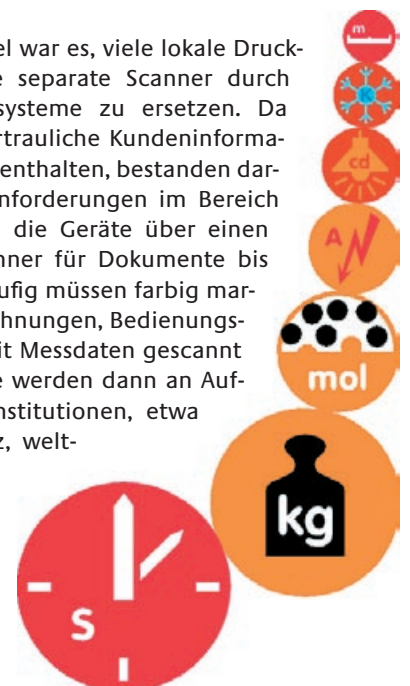 el war es, viele lokale Druck-
e separate Scanner durch
systeme zu ersetzen. Da
ertrauliche Kundeninforma-
enthalten, bestanden dar-
nforderungen im Bereich
die Geräte über einen
nner für Dokumente bis
ufig müssen farbig mar-
chnungen, Bedienungs-
it Messdaten gescannt
e werden dann an Auf-
nstitutionen, etwa
z, welt-
m
K
cd
A
mol
kg
s